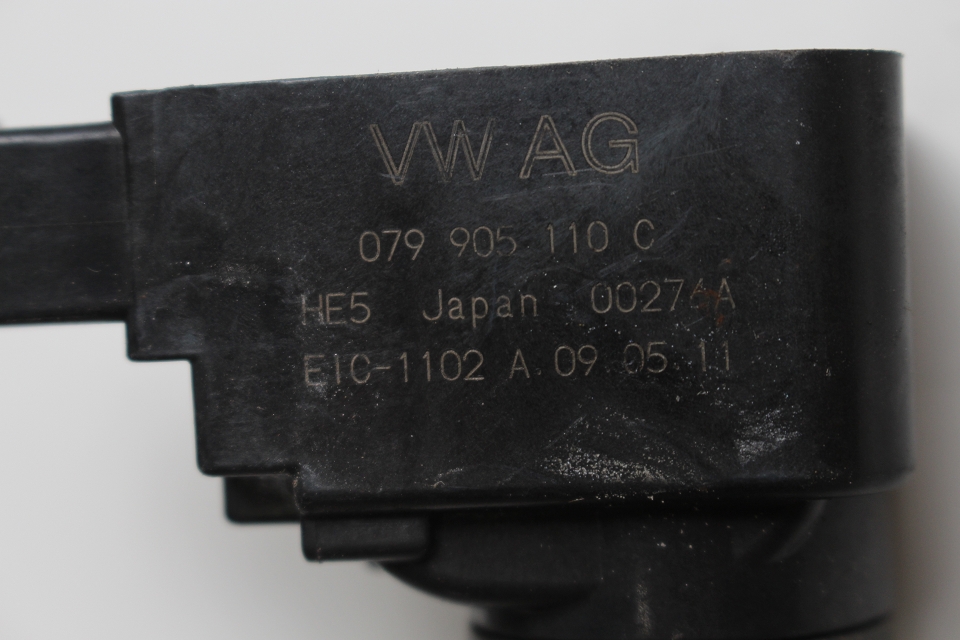 VW AG
079 905 110 C
HE5 Japan
EIC-1102 A 09 05 11